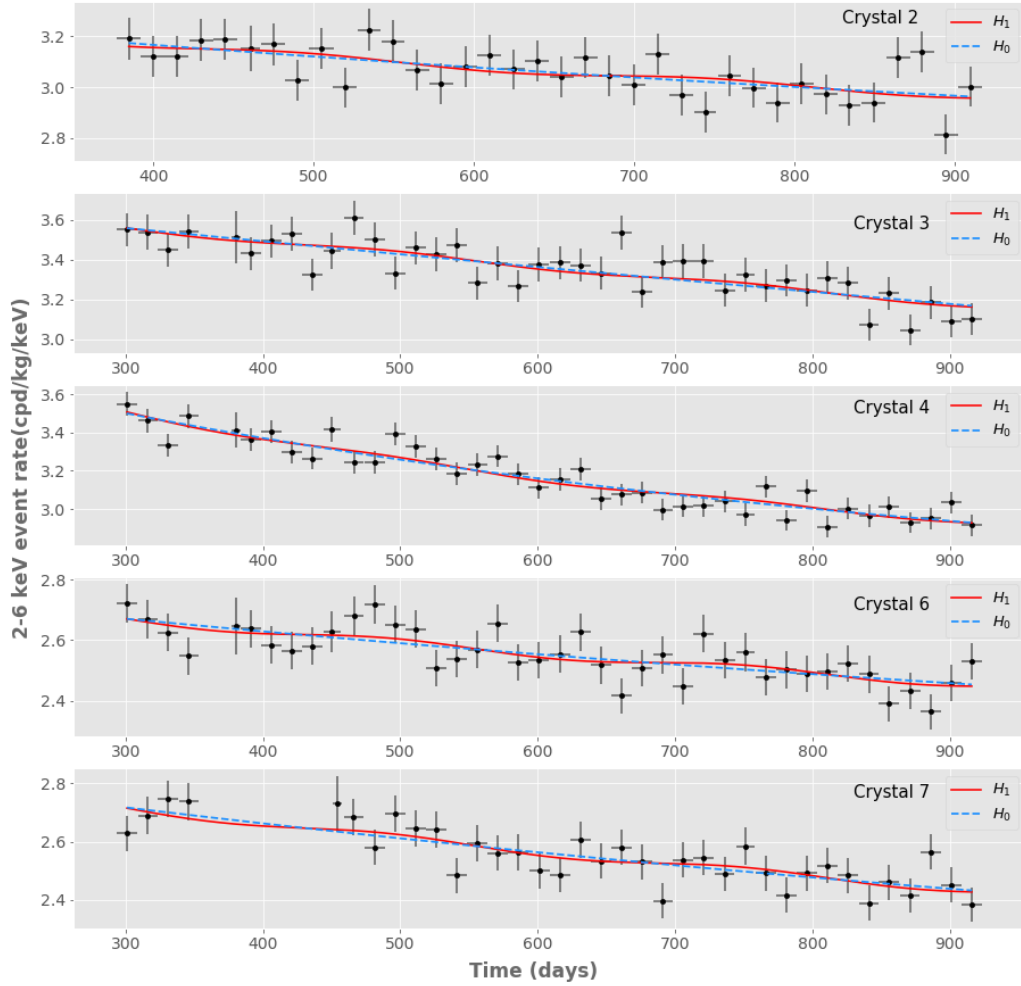 2-6 keV event rate(cpd/kg/keV)
Crystal 2
H₁
H₀
3.2
3.0
2.8
400 500 600 700 800 900
Crystal 3
H₁
H₀
3.6
3.4
3.2
3.0
300 400 500 600 700 800 900
Crystal 4
H₁
H₀
3.6
3.4
3.2
3.0
300 400 500 600 700 800 900
Crystal 6
H₁
H₀
2.8
2.6
2.4
300 400 500 600 700 800 900
Crystal 7
H₁
H₀
2.8
2.6
2.4
300 400 500 600 700 800 900
Time (days)